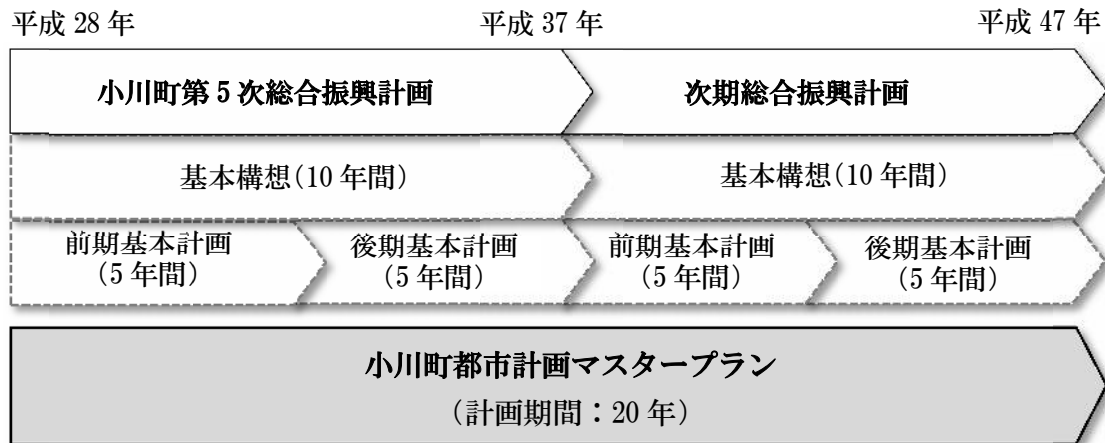 平成 28 年 平成 37 年 平成 47 年
小川町第 5 次総合振興計画 次期総合振興計画
基本構想(10 年間) 基本構想(10 年間)
前期基本計画 後期基本計画 前期基本計画 後期基本計画
(5 年間) (5 年間) (5 年間) (5 年間)
小川町都市計画マスタープラン
(計画期間：20 年)